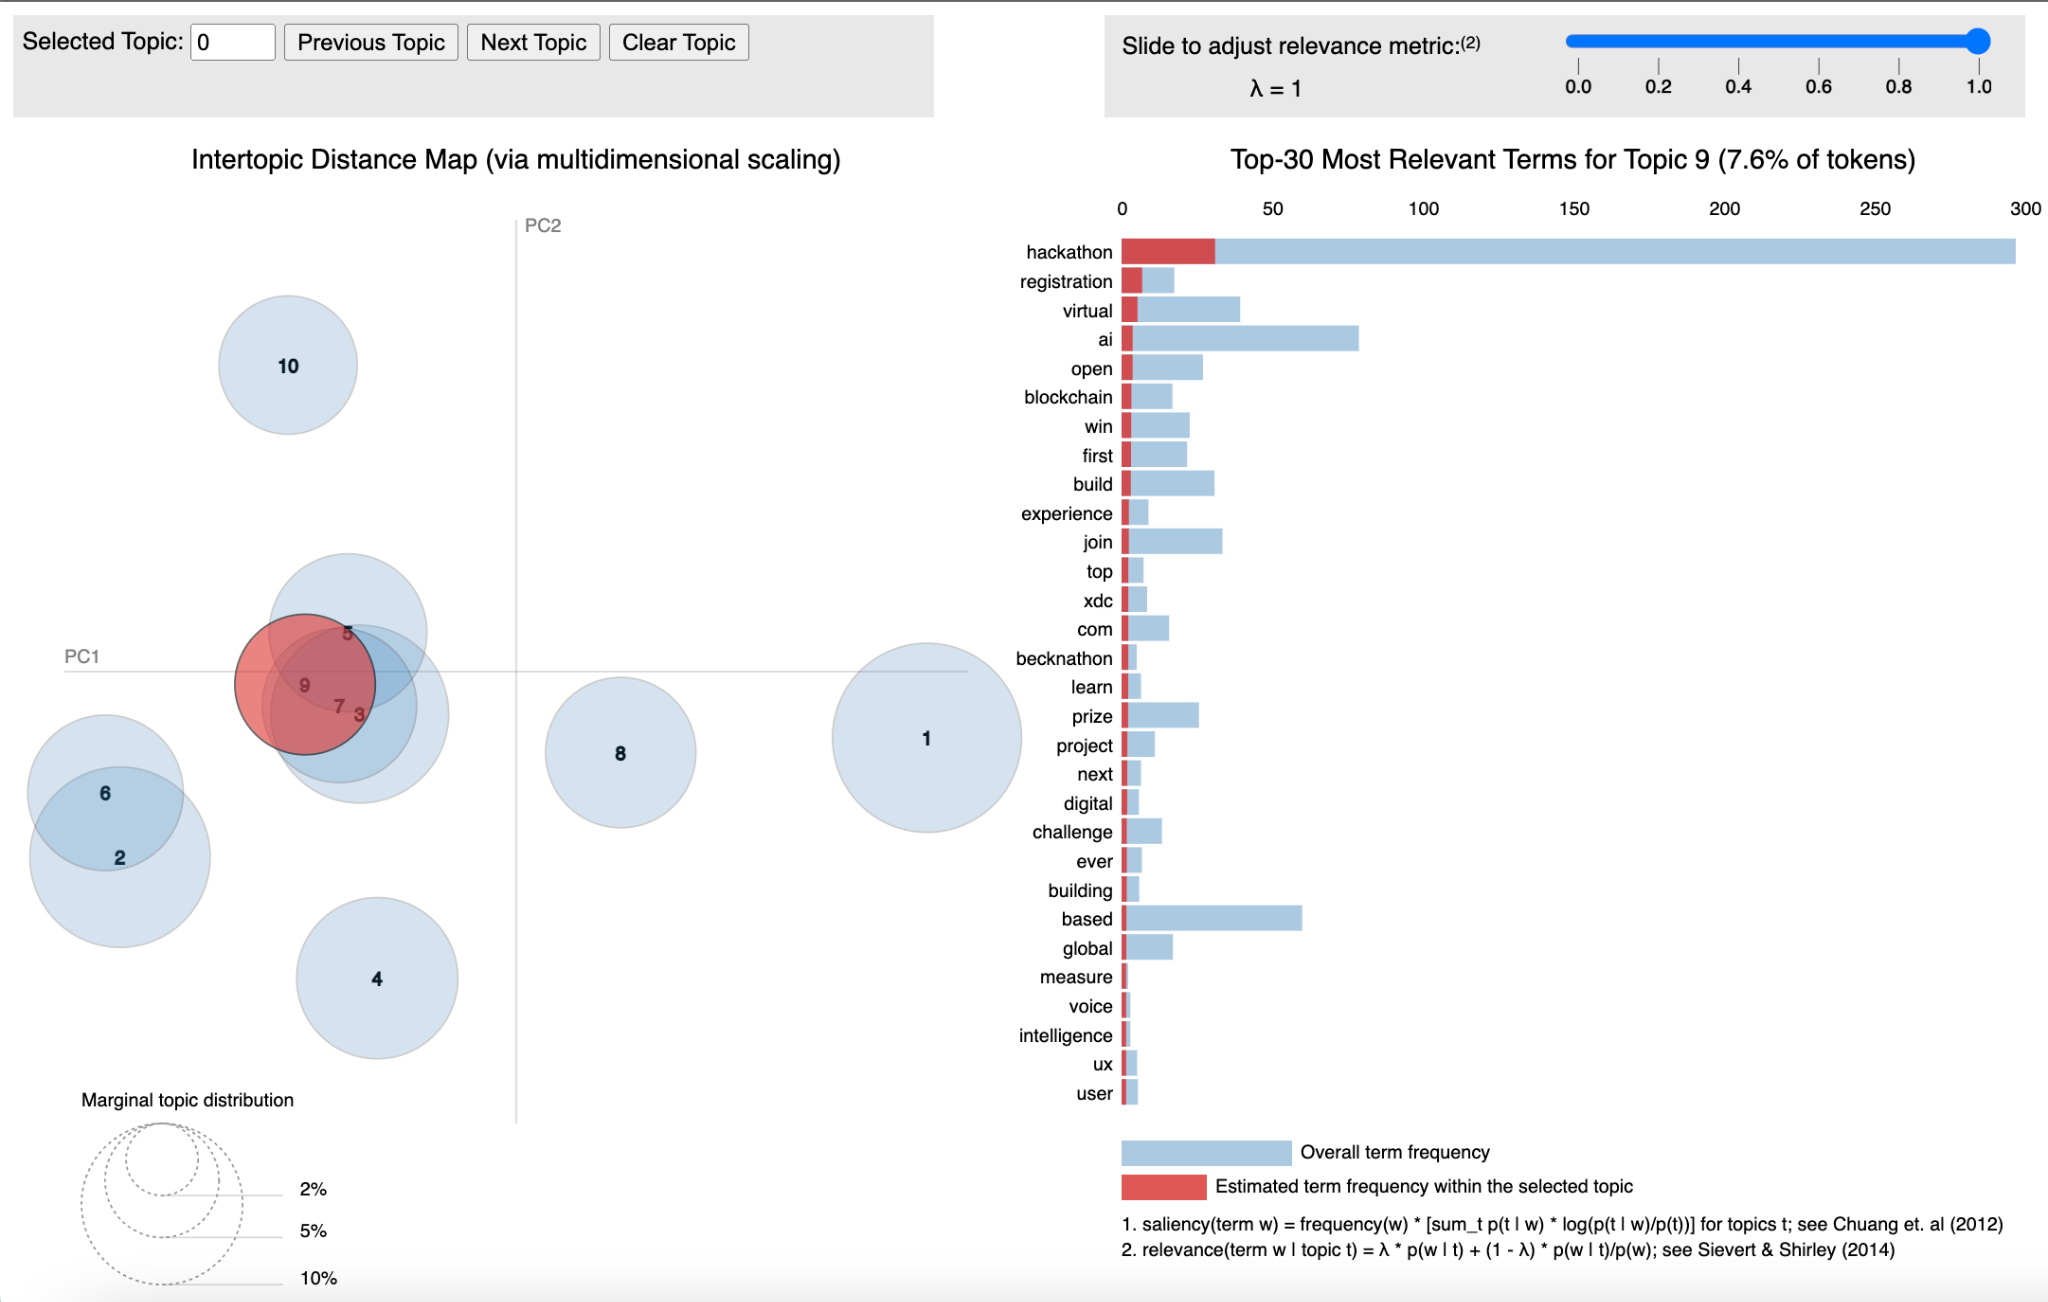 Selected Topic: 0 Previous Topic Next Topic Clear Topic
Slide to adjust relevance metric:(2)
λ = 1
0.0 0.2 0.4 0.6 0.8 1.0
Intertopic Distance Map (via multidimensional scaling)
PC2
PC1
10
5
9
7
3
6
2
8
1
4
Marginal topic distribution
2%
5%
10%
Top-30 Most Relevant Terms for Topic 9 (7.6% of tokens)
0 50 100 150 200 250 300
hackathon
registration
virtual
ai
open
blockchain
win
first
build
experience
join
top
xdc
com
becknathon
learn
prize
project
next
digital
challenge
ever
building
based
global
measure
voice
intelligence
ux
user
Overall term frequency
Estimated term frequency within the selected topic
1. saliency(term w) = frequency(w) * [sum_t p(t | w) * log(p(t | w)/p(t))] for topics t; see Chuang et. al (2012)
2. relevance(term w | topic t) = λ * p(w | t) + (1 - λ) * p(w | t)/p(w); see Sievert & Shirley (2014)